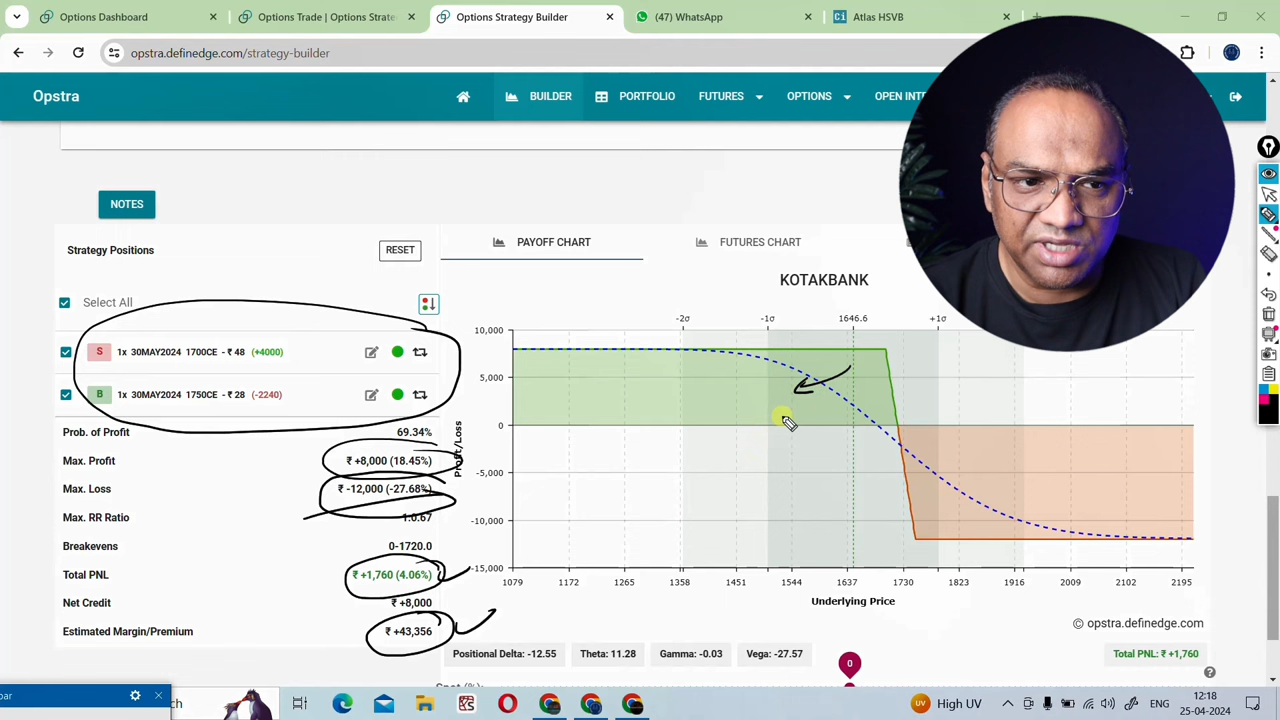 Options Dashboard
Options Trade | Options Strate
Options Strategy Builder
(47) WhatsApp
Ci Atlas HSVB
opstra.definedge.com/strategy-builder
Opstra
BUILDER
PORTFOLIO
FUTURES
OPTIONS
OPEN IN
NOTES
Strategy Positions
RESET
PAYOFF CHART
FUTURES CHART
KOTAKBANK
Select All
S 1x 30MAY2024 1700CE - ₹ 48 (+4000)
B 1x 30MAY2024 1750CE - ₹ 28 (-2240)
Prob. of Profit 69.34%
Max. Profit ₹ +8,000 (18.45%)
Max. Loss ₹ -12,000 (-27.68%)
Max. RR Ratio 1:0.67
Breakevens 0-1720.0
Total PNL ₹ +1,760 (4.06%)
Net Credit ₹ +8,000
Estimated Margin/Premium ₹ +43,356
-2σ -1σ 1646.6 +1σ
10,000
5,000
0
-5,000
-10,000
-15,000
Profit/Loss
1079 1172 1265 1358 1451 1544 1637 1730 1823 1916 2009 2102 2195
Underlying Price
© opstra.definedge.com
Positional Delta: -12.55
Theta: 11.28
Gamma: -0.03
Vega: -27.57
Total PNL: ₹ +1,760
0
High UV
ENG
12:18
25-04-2024